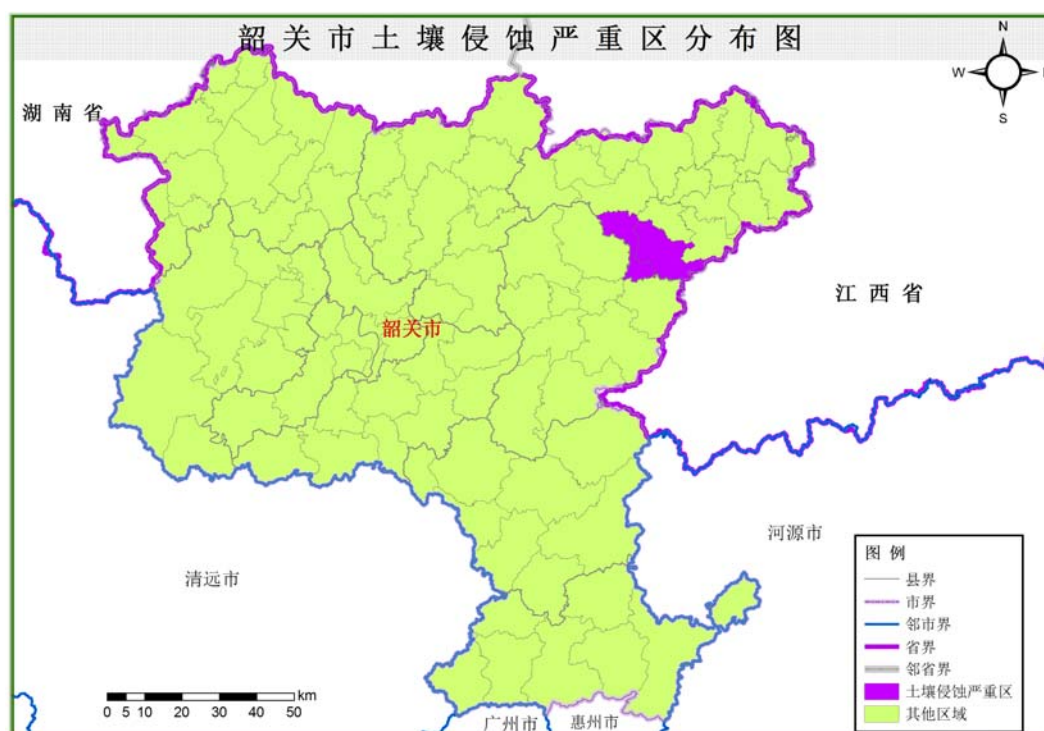 韶关市土壤侵蚀严重区分布图
N
W
S
湖南省
江西省
韶关市
河源市
清远市
广州市
惠州市
km
0 5 10 20 30 40 50
图例
县界
市界
邻市界
省界
邻省界
土壤侵蚀严重区
其他区域